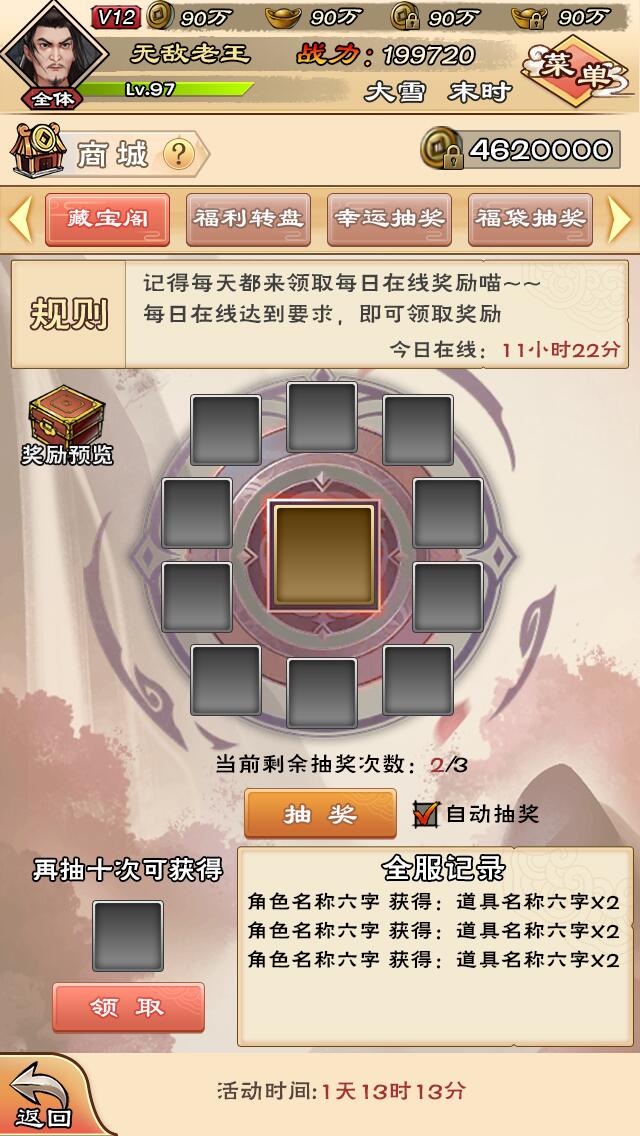 V12 90万 90万 90万 90万
无敌老王 战力：199720
全体 Lv.97
大雪 未时
菜单
商城 ? 4620000
藏宝阁 福利转盘 幸运抽奖 福袋抽奖
规则
记得每天都来领取每日在线奖励喵~~
每日在线达到要求，即可领取奖励
今日在线： 11小时22分
奖励预览
当前剩余抽奖次数：2/3
抽奖 自动抽奖
再抽十次可获得
领取
全服记录
角色名称六字 获得：道具名称六字X2
角色名称六字 获得：道具名称六字X2
角色名称六字 获得：道具名称六字X2
返回
活动时间:1天13时13分